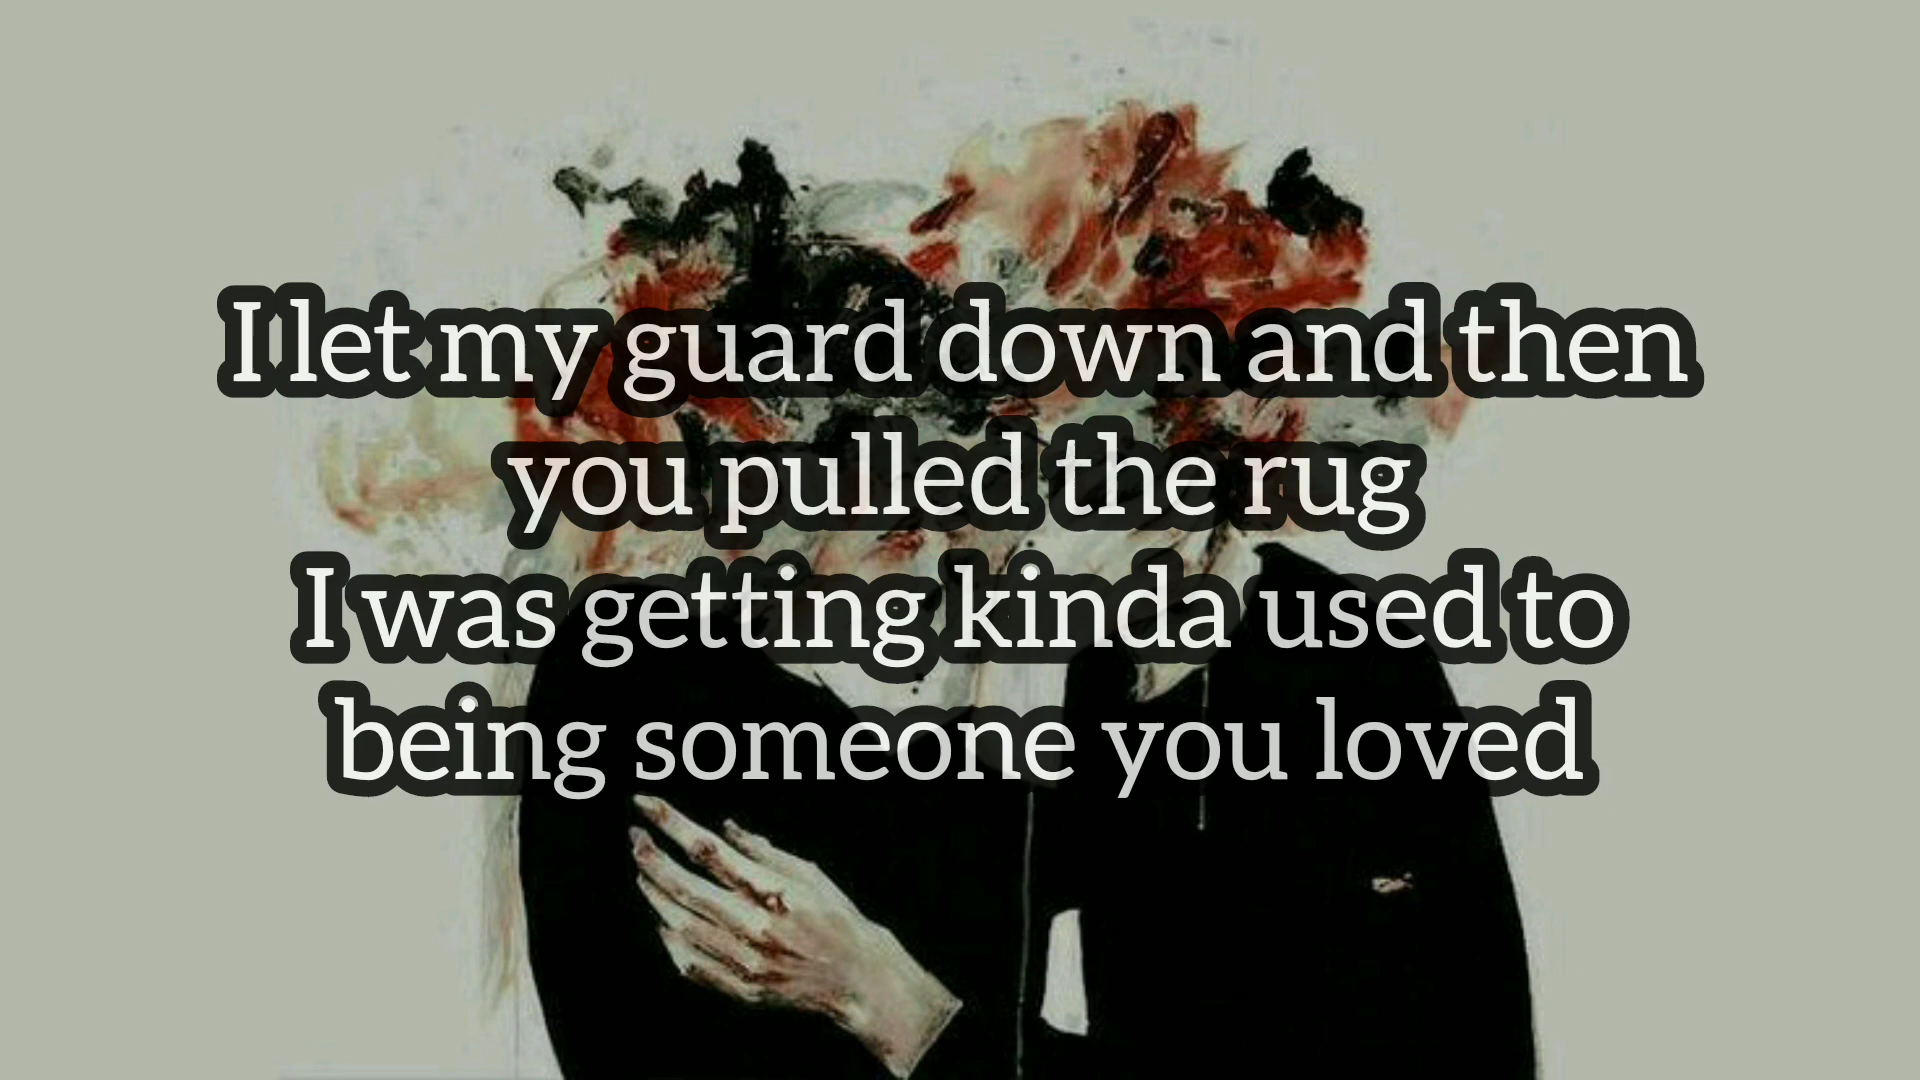 I let my guard down and then
you pulled the rug
I was getting kinda used to
being someone you loved